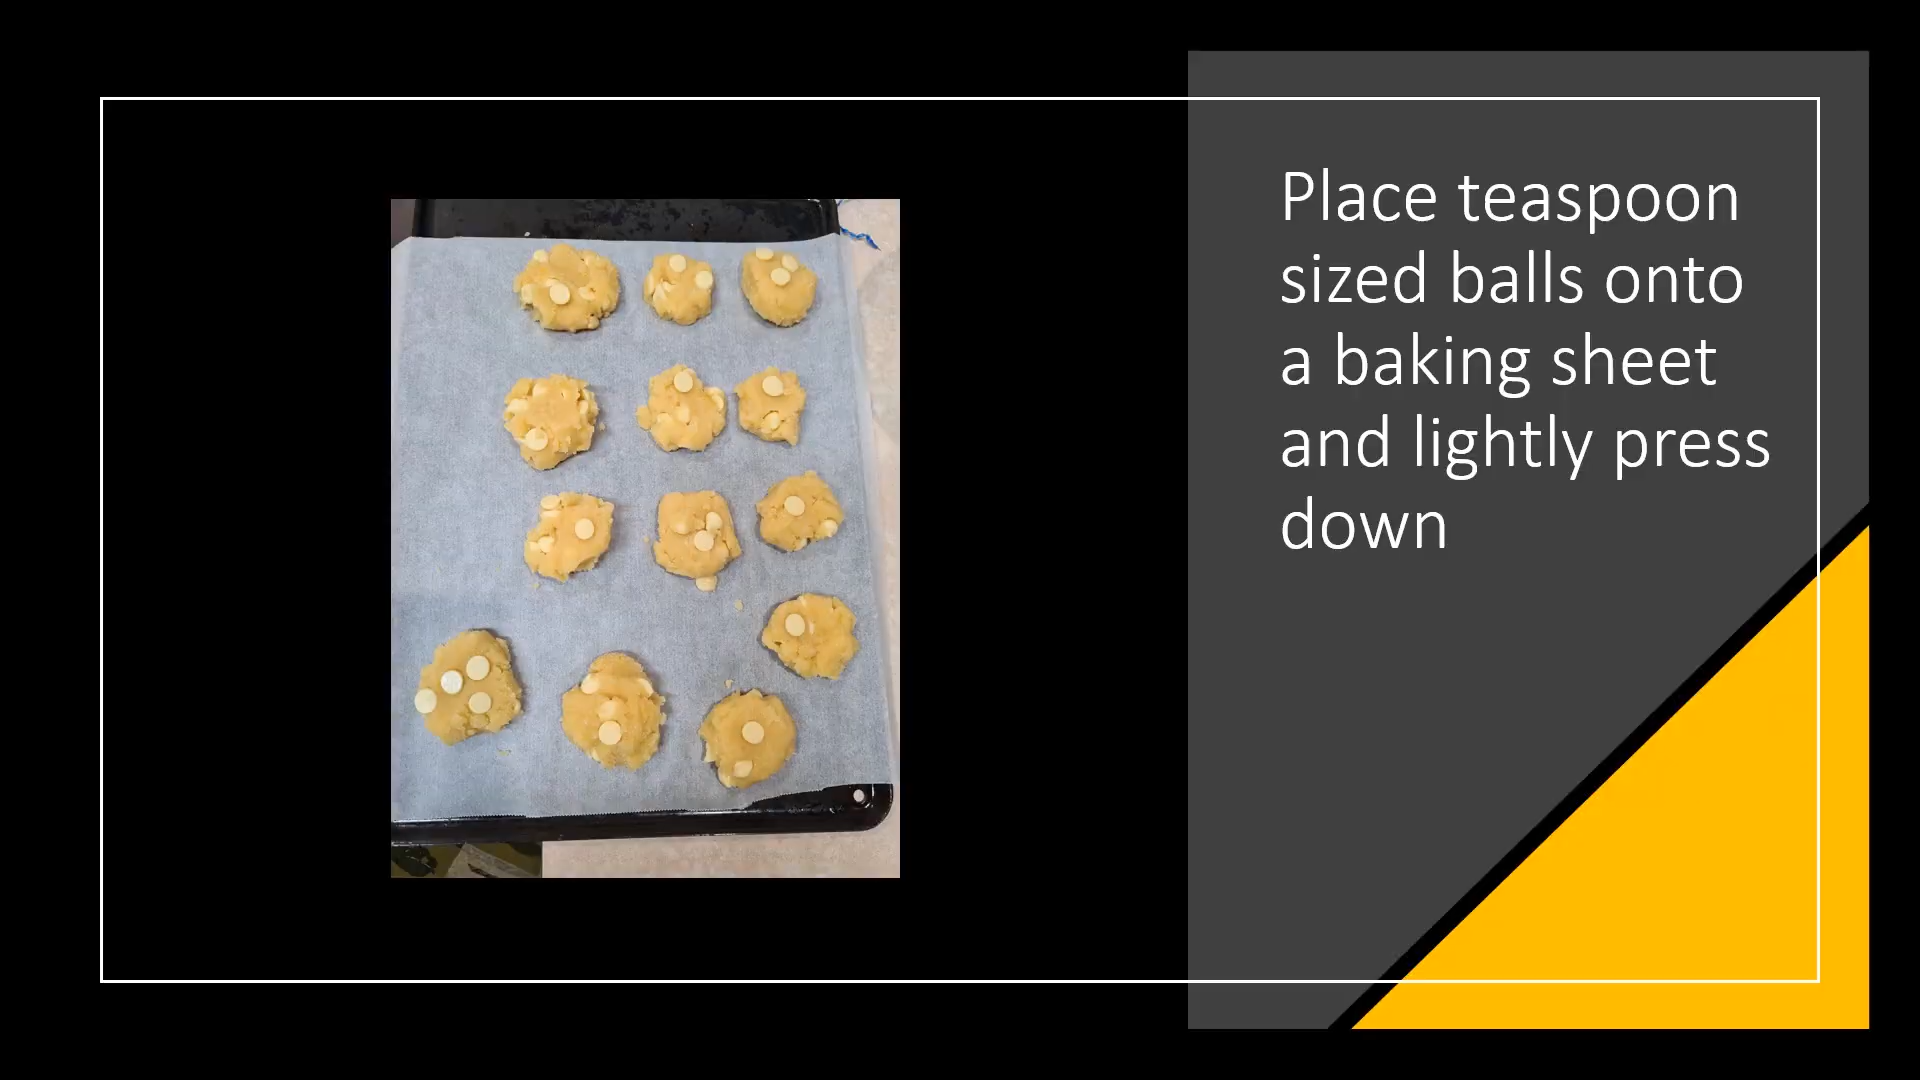 Place teaspoon
sized balls onto
a baking sheet
and lightly press
down